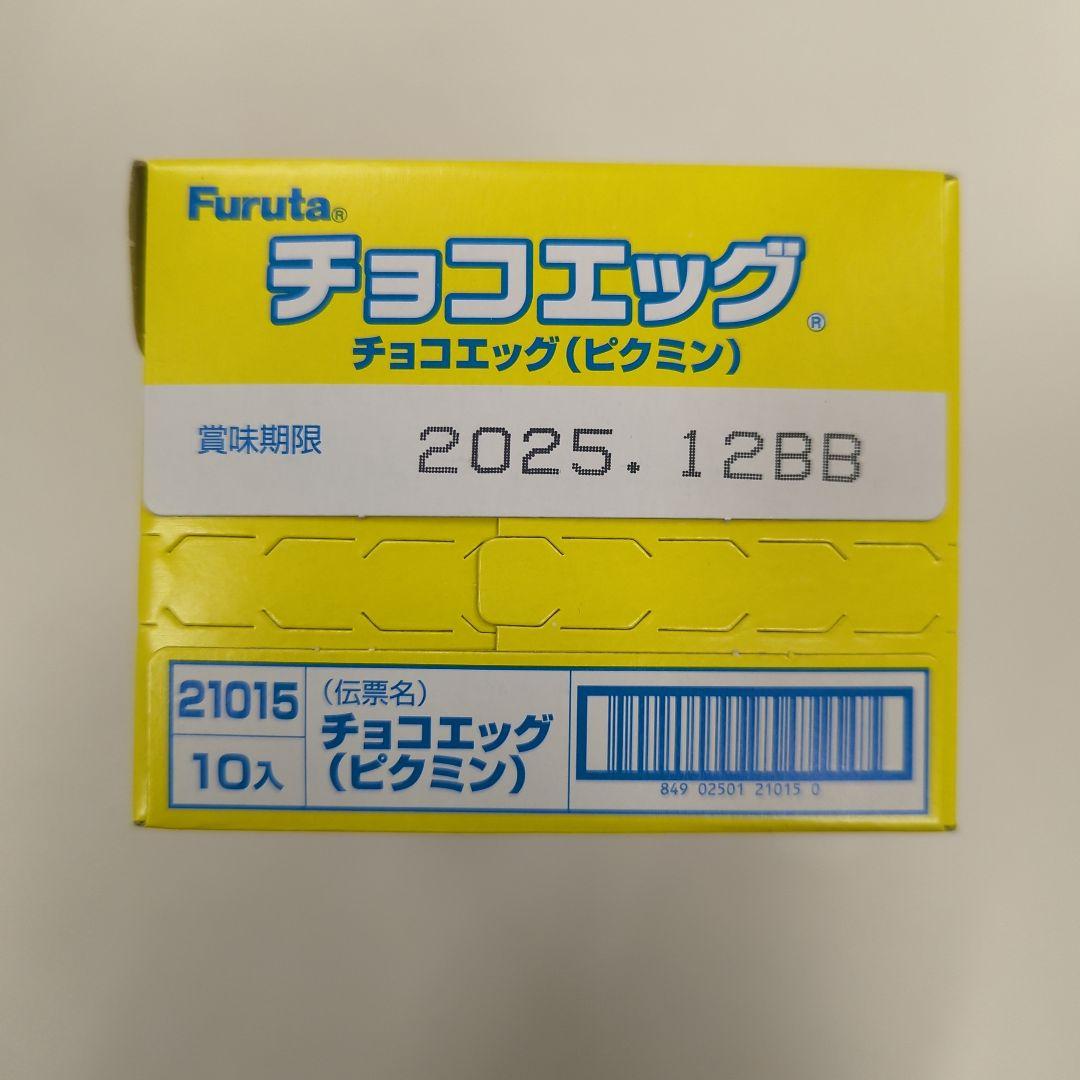 Furuta®
チョコエッグ®
チョコエッグ(ピクミン)
賞味期限 2025.12BB
21015
10入
(伝票名)
チョコエッグ
(ピクミン)
849 02501 21015 0